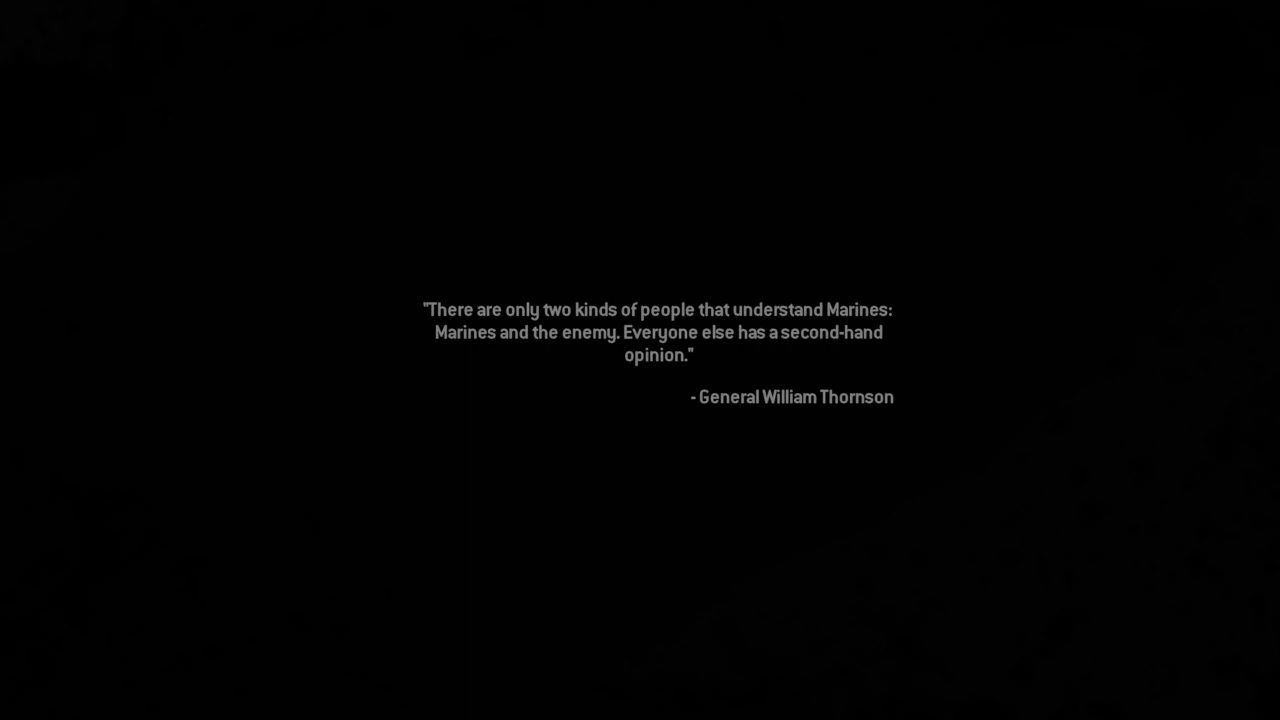 "There are only two kinds of people that understand Marines:
Marines and the enemy. Everyone else has a second-hand
opinion."
- General William Thornson